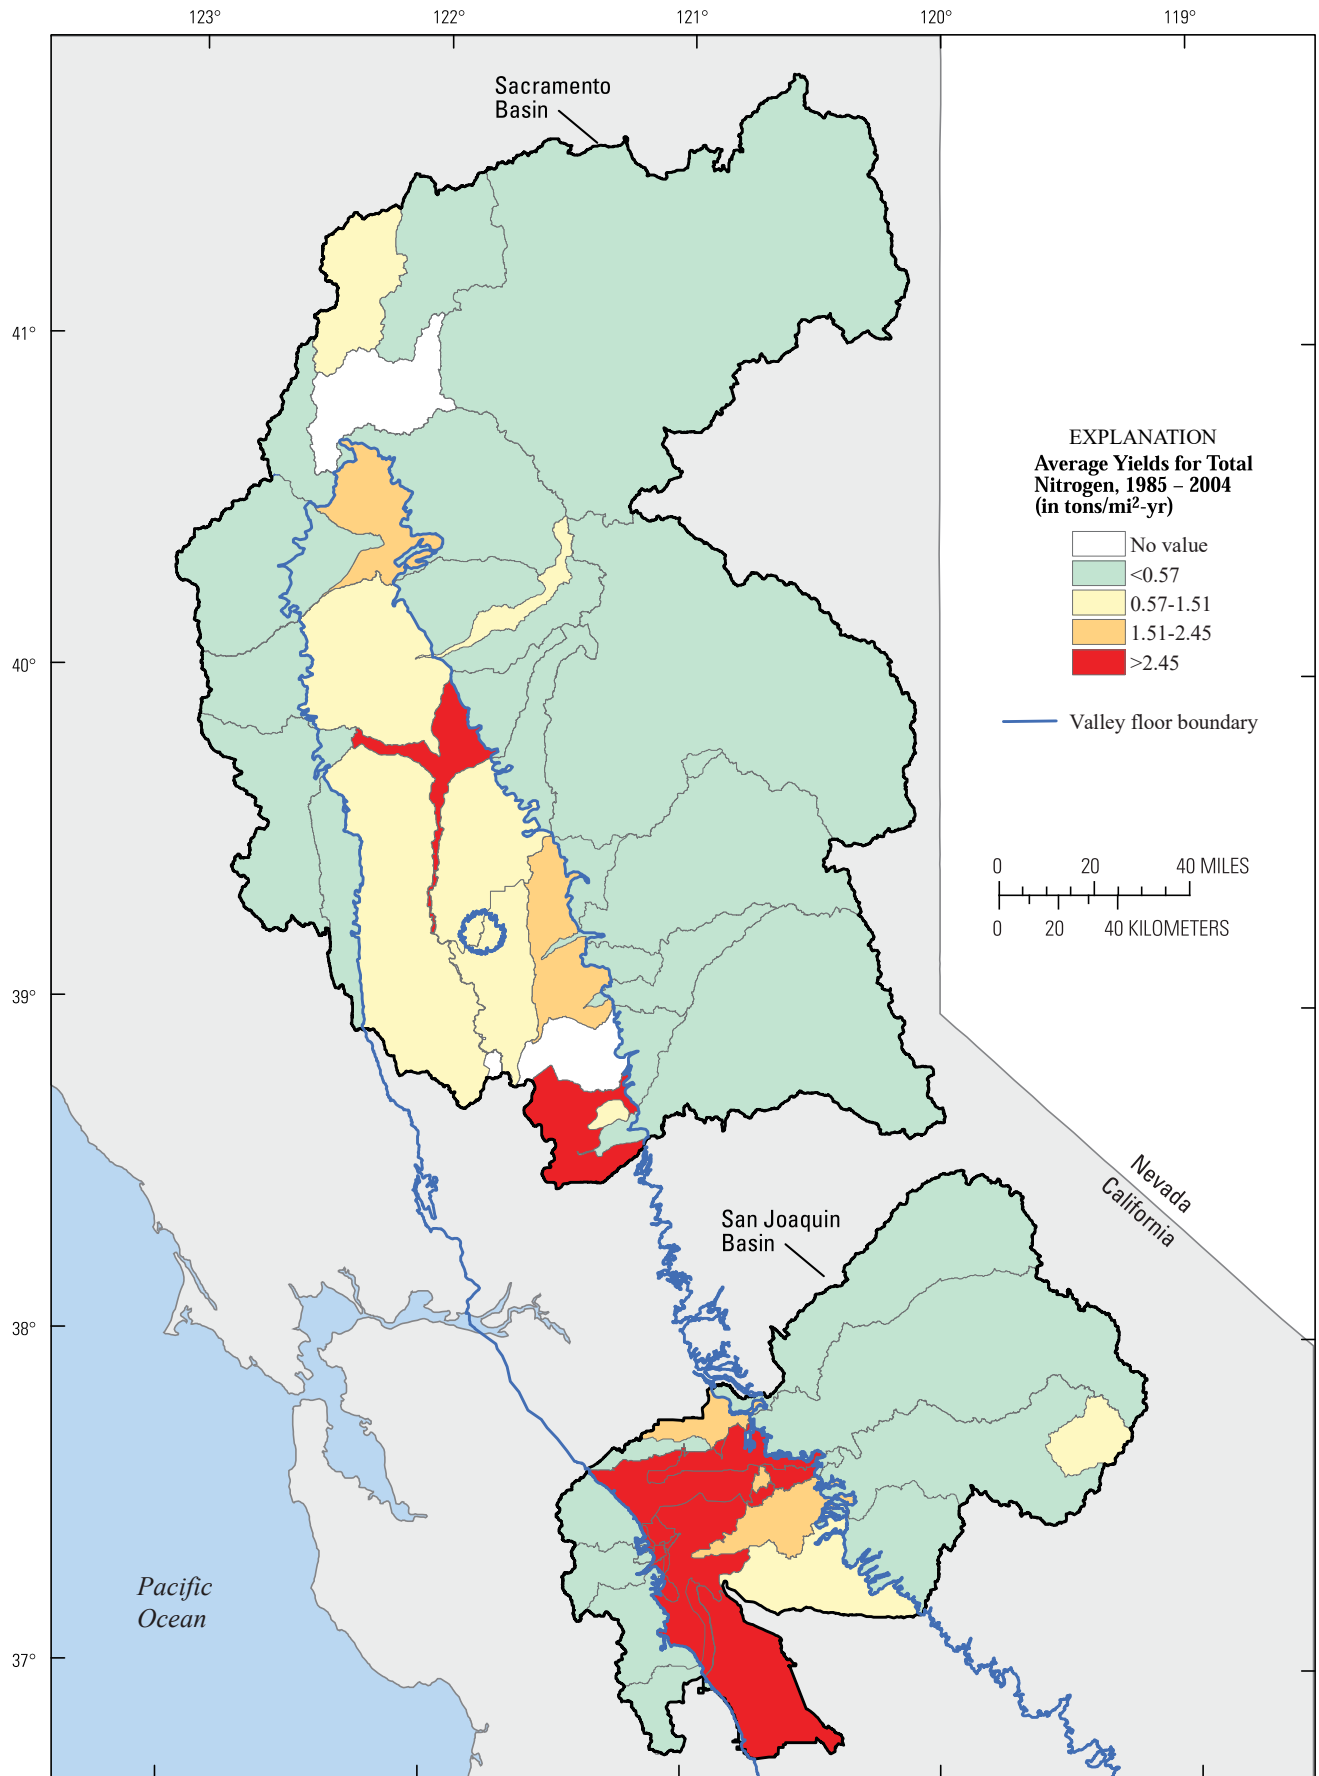 123°
122°
121°
120°
119°
Sacramento
Basin
41°
EXPLANATION
Average Yields for Total
Nitrogen, 1985 – 2004
(in tons/mi²-yr)
No value
<0.57
0.57-1.51
1.51-2.45
>2.45
40°
Valley floor boundary
0 20 40 MILES
0 20 40 KILOMETERS
39°
Nevada
California
San Joaquin
Basin
38°
Pacific
Ocean
37°